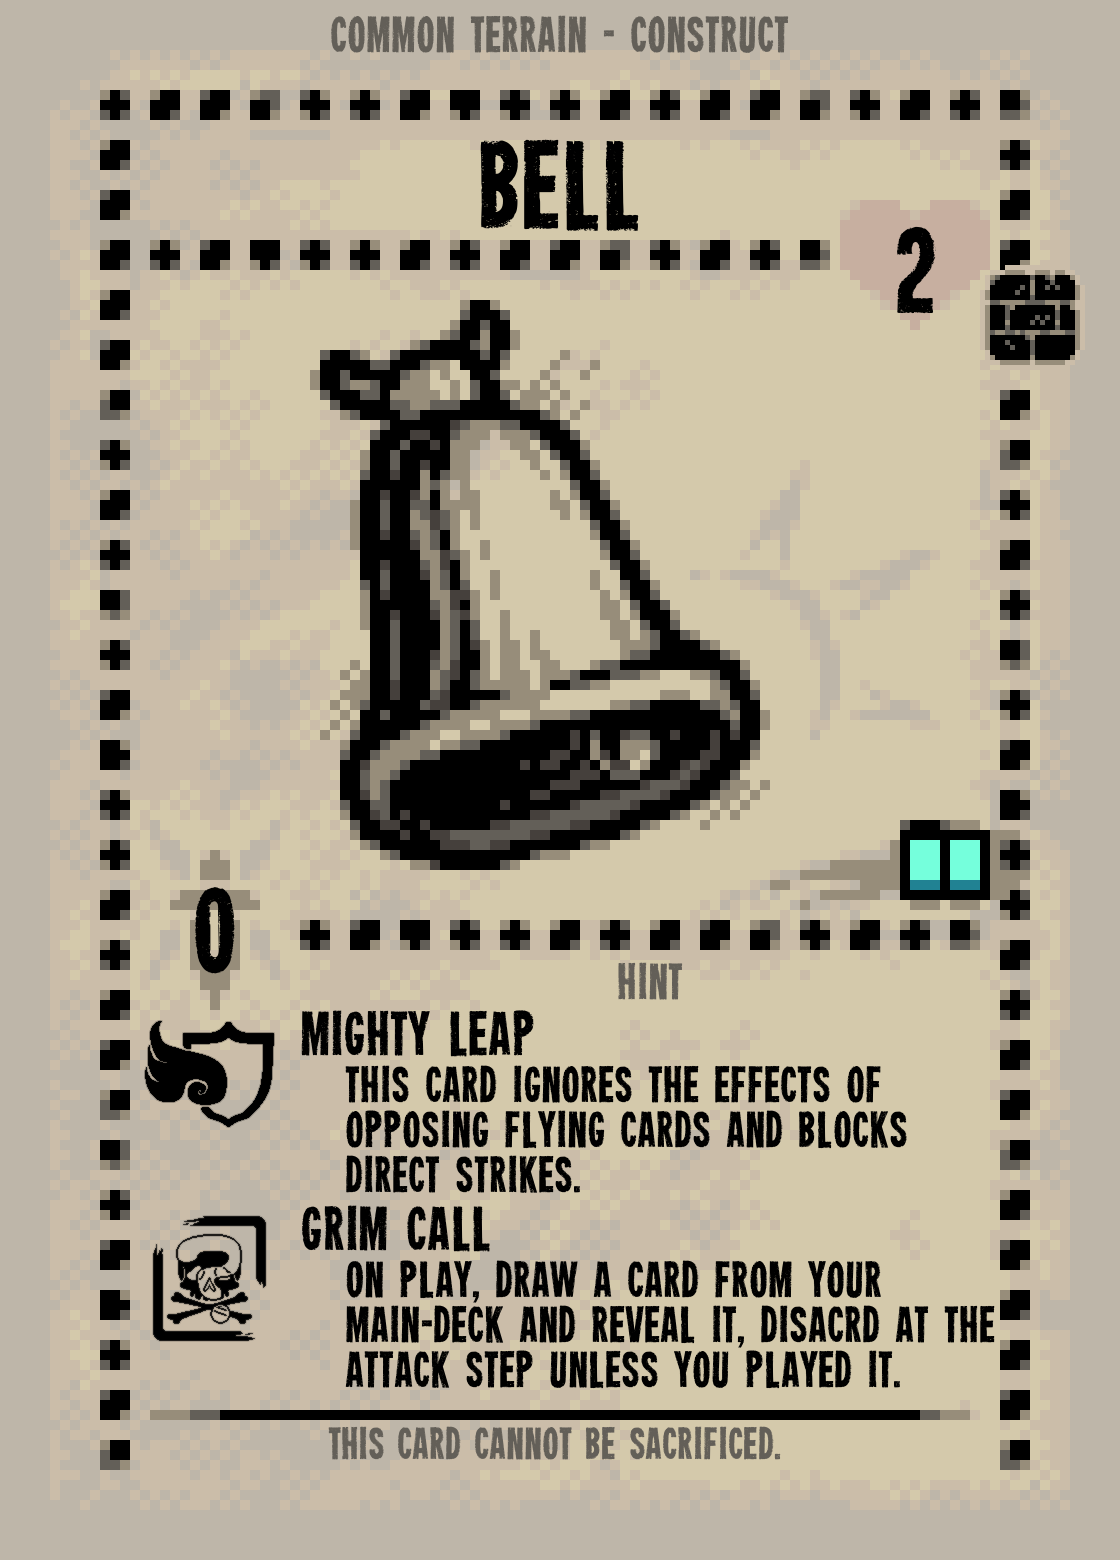 COMMON TERRAIN - CONSTRUCT
BELL
2
0
HINT
MIGHTY LEAP
THIS CARD IGNORES THE EFFECTS OF
OPPOSING FLYING CARDS AND BLOCKS
DIRECT STRIKES.
GRIM CALL
ON PLAY, DRAW A CARD FROM YOUR
MAIN-DECK AND REVEAL IT, DISACRD AT THE
ATTACK STEP UNLESS YOU PLAYED IT.
THIS CARD CANNOT BE SACRIFICED.